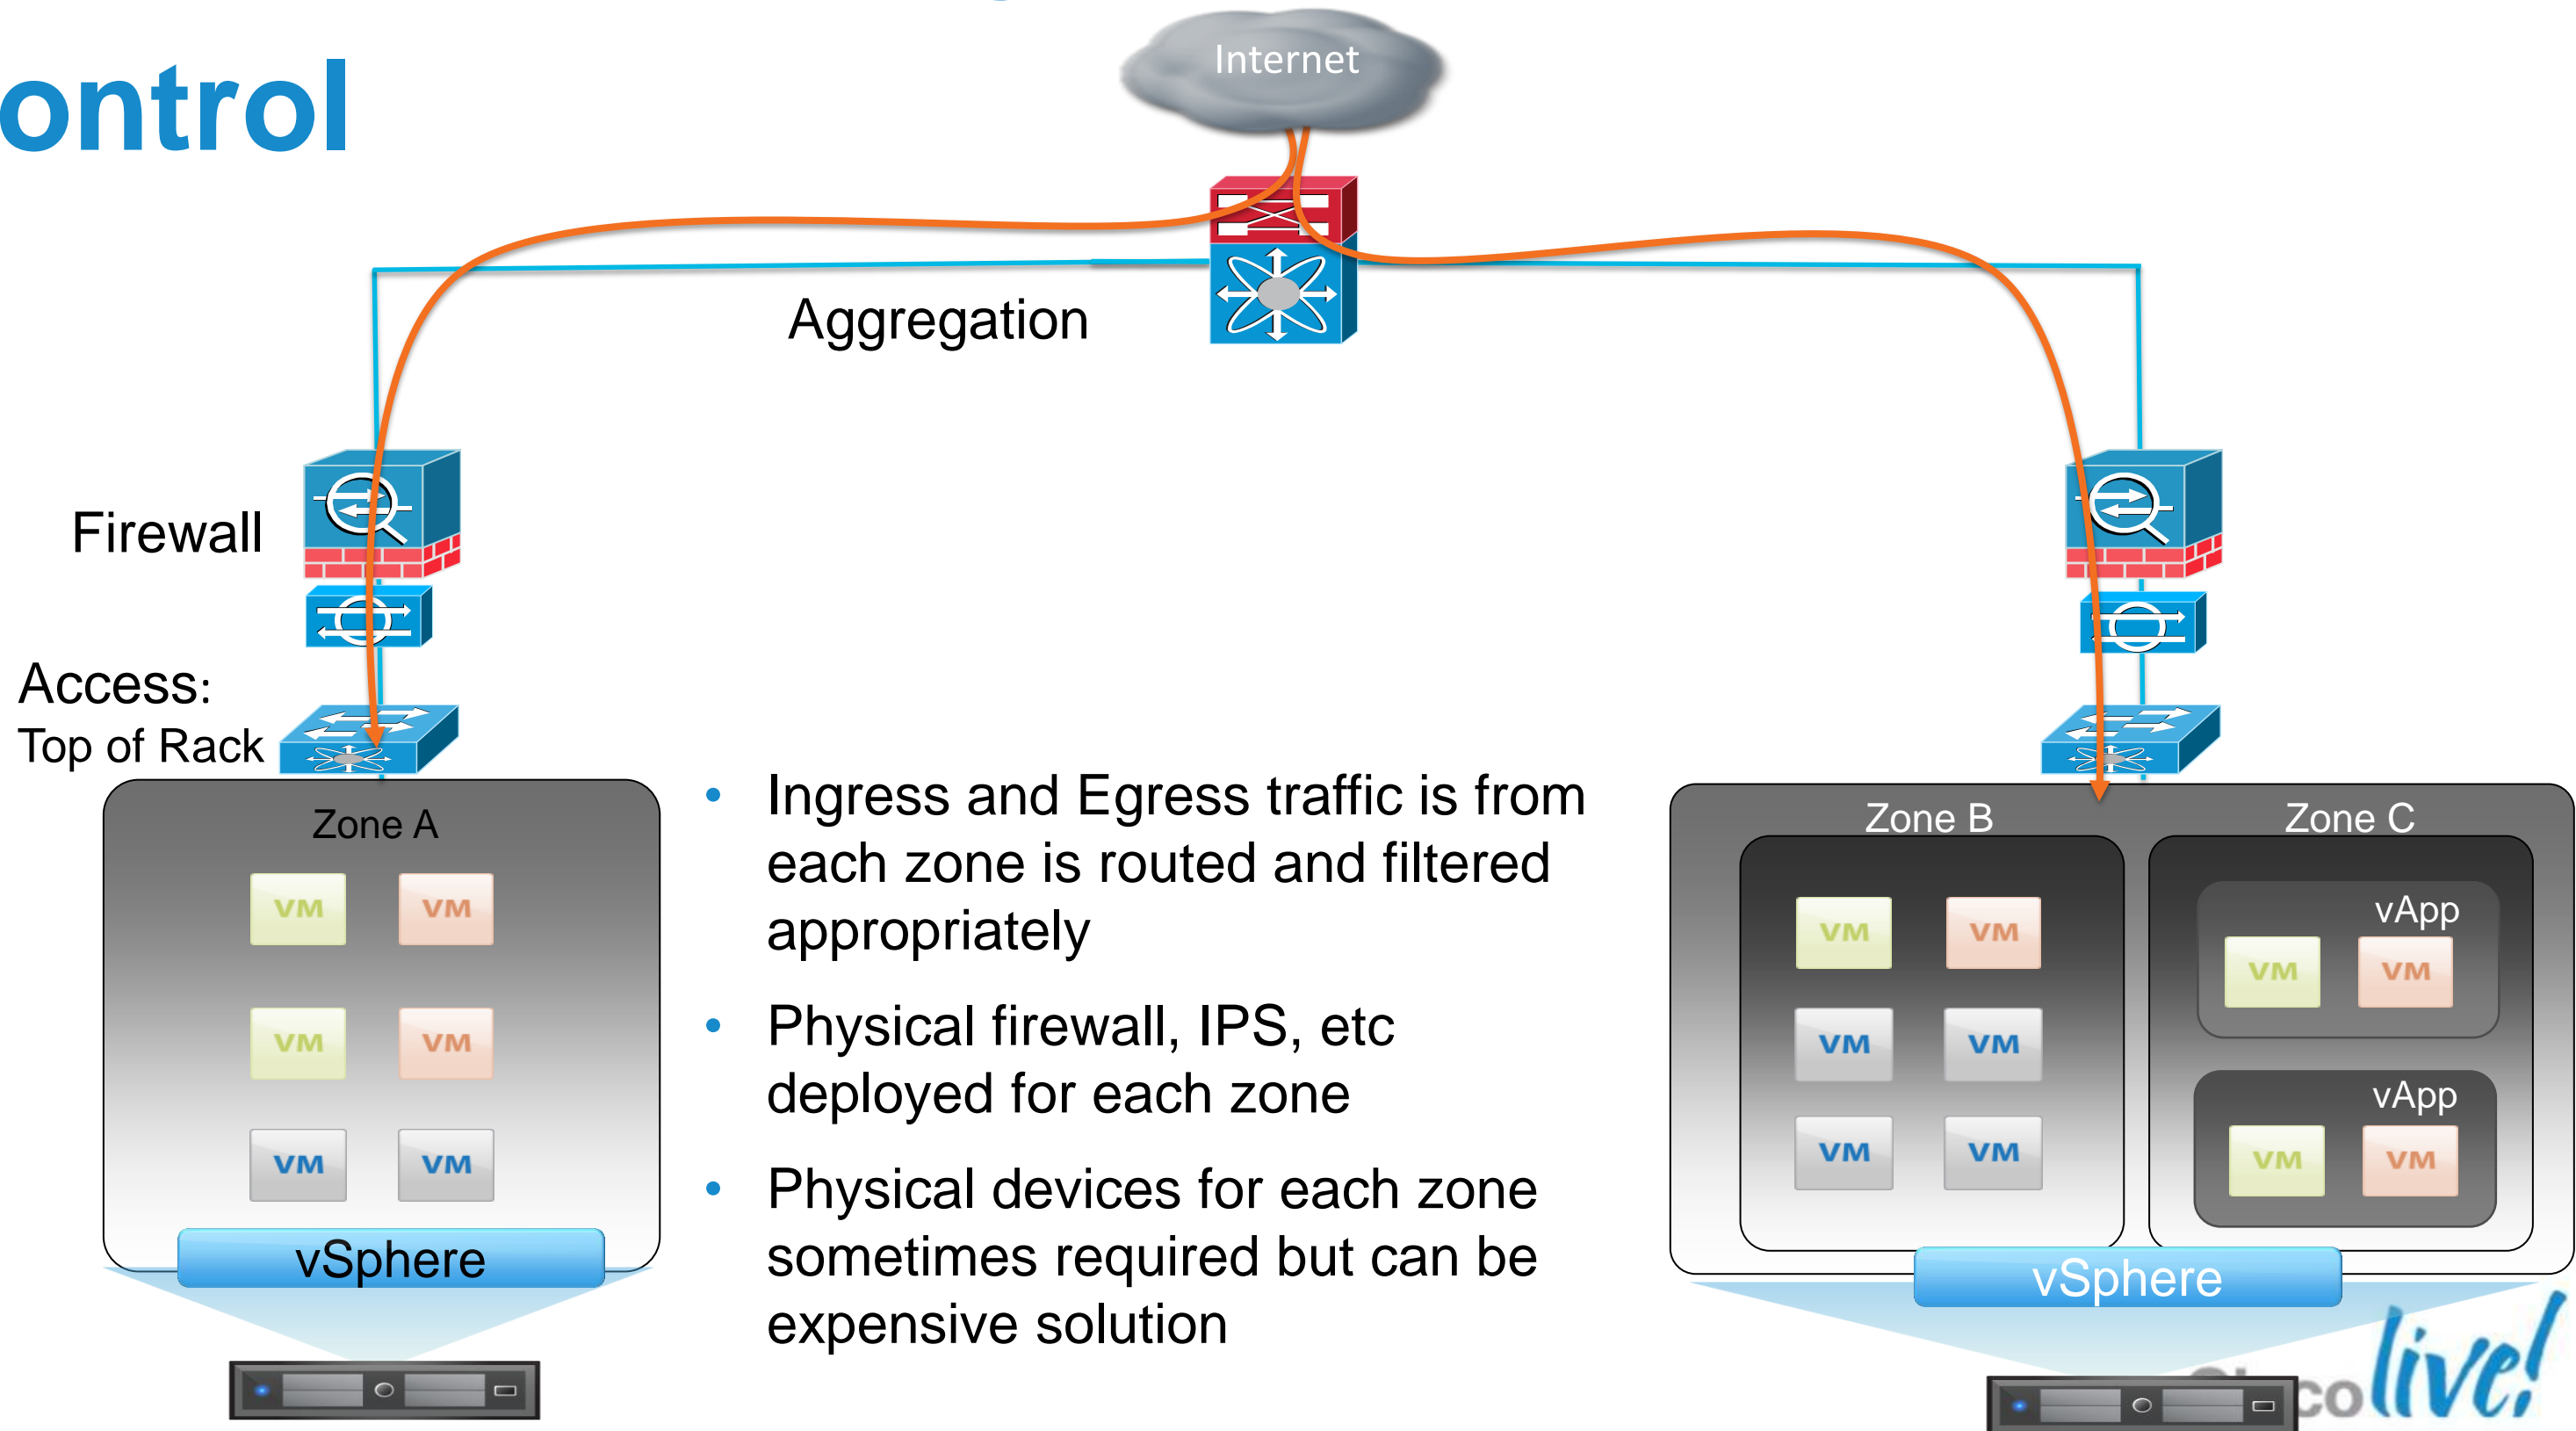 ontrol
Internet
Aggregation
Firewall
Access:
Top of Rack
Zone A
VM VM
VM VM
VM VM
vSphere
• Ingress and Egress traffic is from
each zone is routed and filtered
appropriately
• Physical firewall, IPS, etc
deployed for each zone
• Physical devices for each zone
sometimes required but can be
expensive solution
Zone B
VM VM
VM VM
VM VM
Zone C
vApp
VM VM
vApp
VM VM
vSphere
co live!